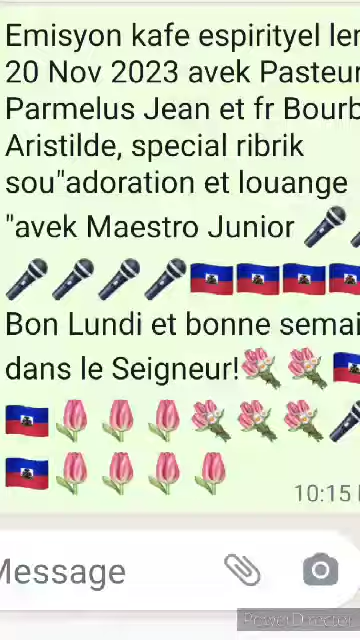 Emisyon kafe espirityel
20 Nov 2023 avek Pasteur
Parmelus Jean et fr
Aristilde, special ribrik
sou"adoration et louange
"avek Maestro Junior 🎤
🎤🎤🎤🎤🇭🇹🇭🇹🇭🇹🇭🇹
Bon Lundi et bonne
dans le Seigneur!💐💐🇭🇹
🇭🇹🌷🌷🌷💐💐💐🎤
🇭🇹🌷🌷🌷🌷
10:15
Message
PowerDirector